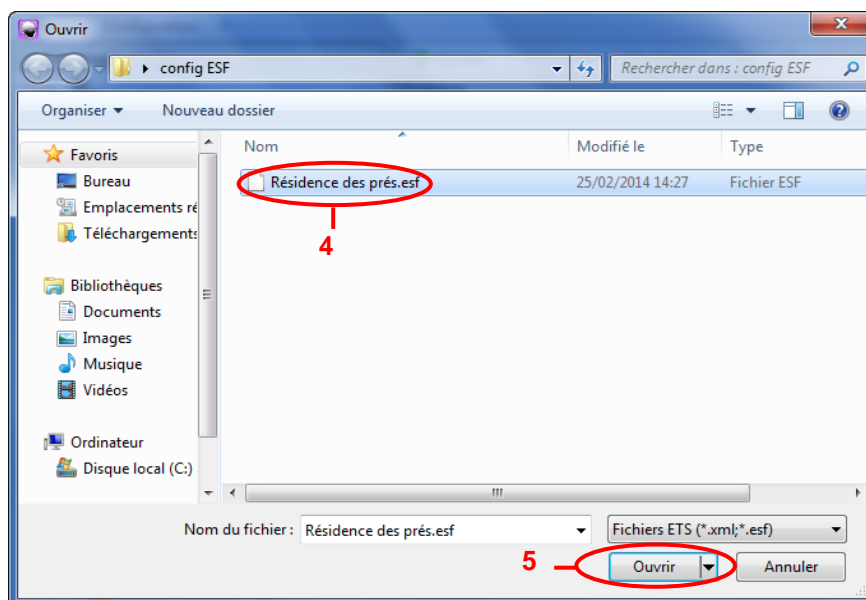 Ouvrir
config ESF
Rechercher dans : config ESF
Organiser
Nouveau dossier
Favoris
Bureau
Emplacements ré
Téléchargements
Bibliothèques
Documents
Images
Musique
Vidéos
Ordinateur
Disque local (C:)
Nom
Modifié le
Type
Résidence des prés.esf
25/02/2014 14:27
Fichier ESF
4
Nom du fichier :
Résidence des prés.esf
Fichiers ETS (*.xml;*.esf)
5
Ouvrir
Annuler